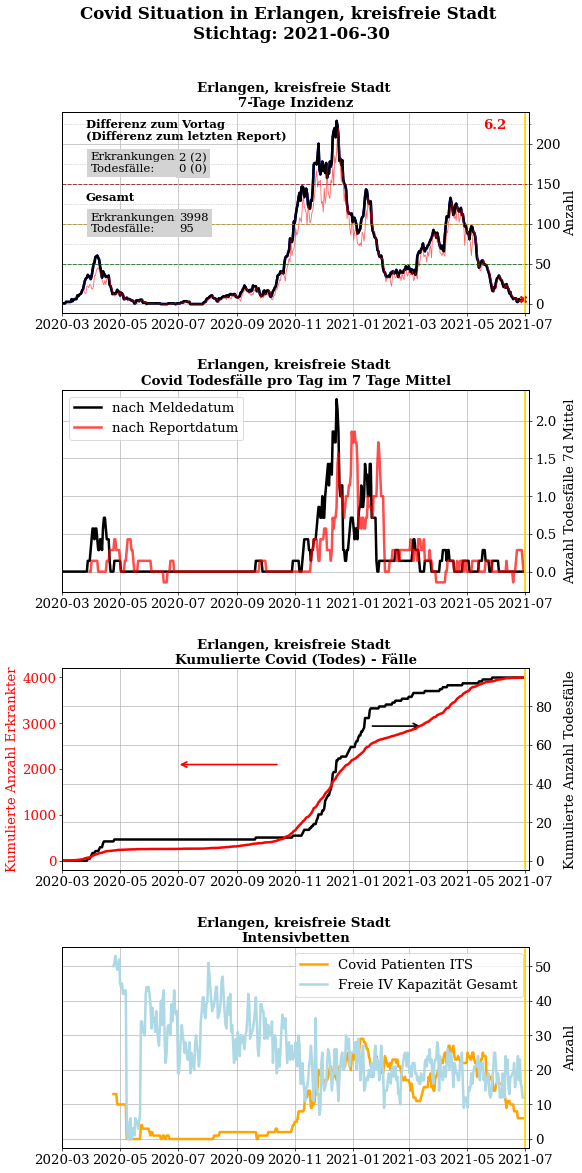 Covid Situation in Erlangen, kreisfreie Stadt
Stichtag: 2021-06-30
Erlangen, kreisfreie Stadt
7-Tage Inzidenz
Differenz zum Vortag
(Differenz zum letzten Report)
Erkrankungen 2 (2)
Todesfälle: 0 (0)
Gesamt
Erkrankungen 3998
Todesfälle: 95
6.2
200
150
100
50
0
Anzahl
2020-03 2020-05 2020-07 2020-09 2020-11 2021-01 2021-03 2021-05 2021-07
Erlangen, kreisfreie Stadt
Covid Todesfälle pro Tag im 7 Tage Mittel
nach Meldedatum
nach Reportdatum
2.0
1.5
1.0
0.5
0.0
Anzahl Todesfälle 7d Mittel
2020-03 2020-05 2020-07 2020-09 2020-11 2021-01 2021-03 2021-05 2021-07
Erlangen, kreisfreie Stadt
Kumulierte Covid (Todes) - Fälle
Kumulierte Anzahl Erkrankter
4000
3000
2000
1000
0
80
60
40
20
0
Kumulierte Anzahl Todesfälle
2020-03 2020-05 2020-07 2020-09 2020-11 2021-01 2021-03 2021-05 2021-07
Erlangen, kreisfreie Stadt
Intensivbetten
Covid Patienten ITS
Freie IV Kapazität Gesamt
50
40
30
20
10
0
Anzahl
2020-03 2020-05 2020-07 2020-09 2020-11 2021-01 2021-03 2021-05 2021-07